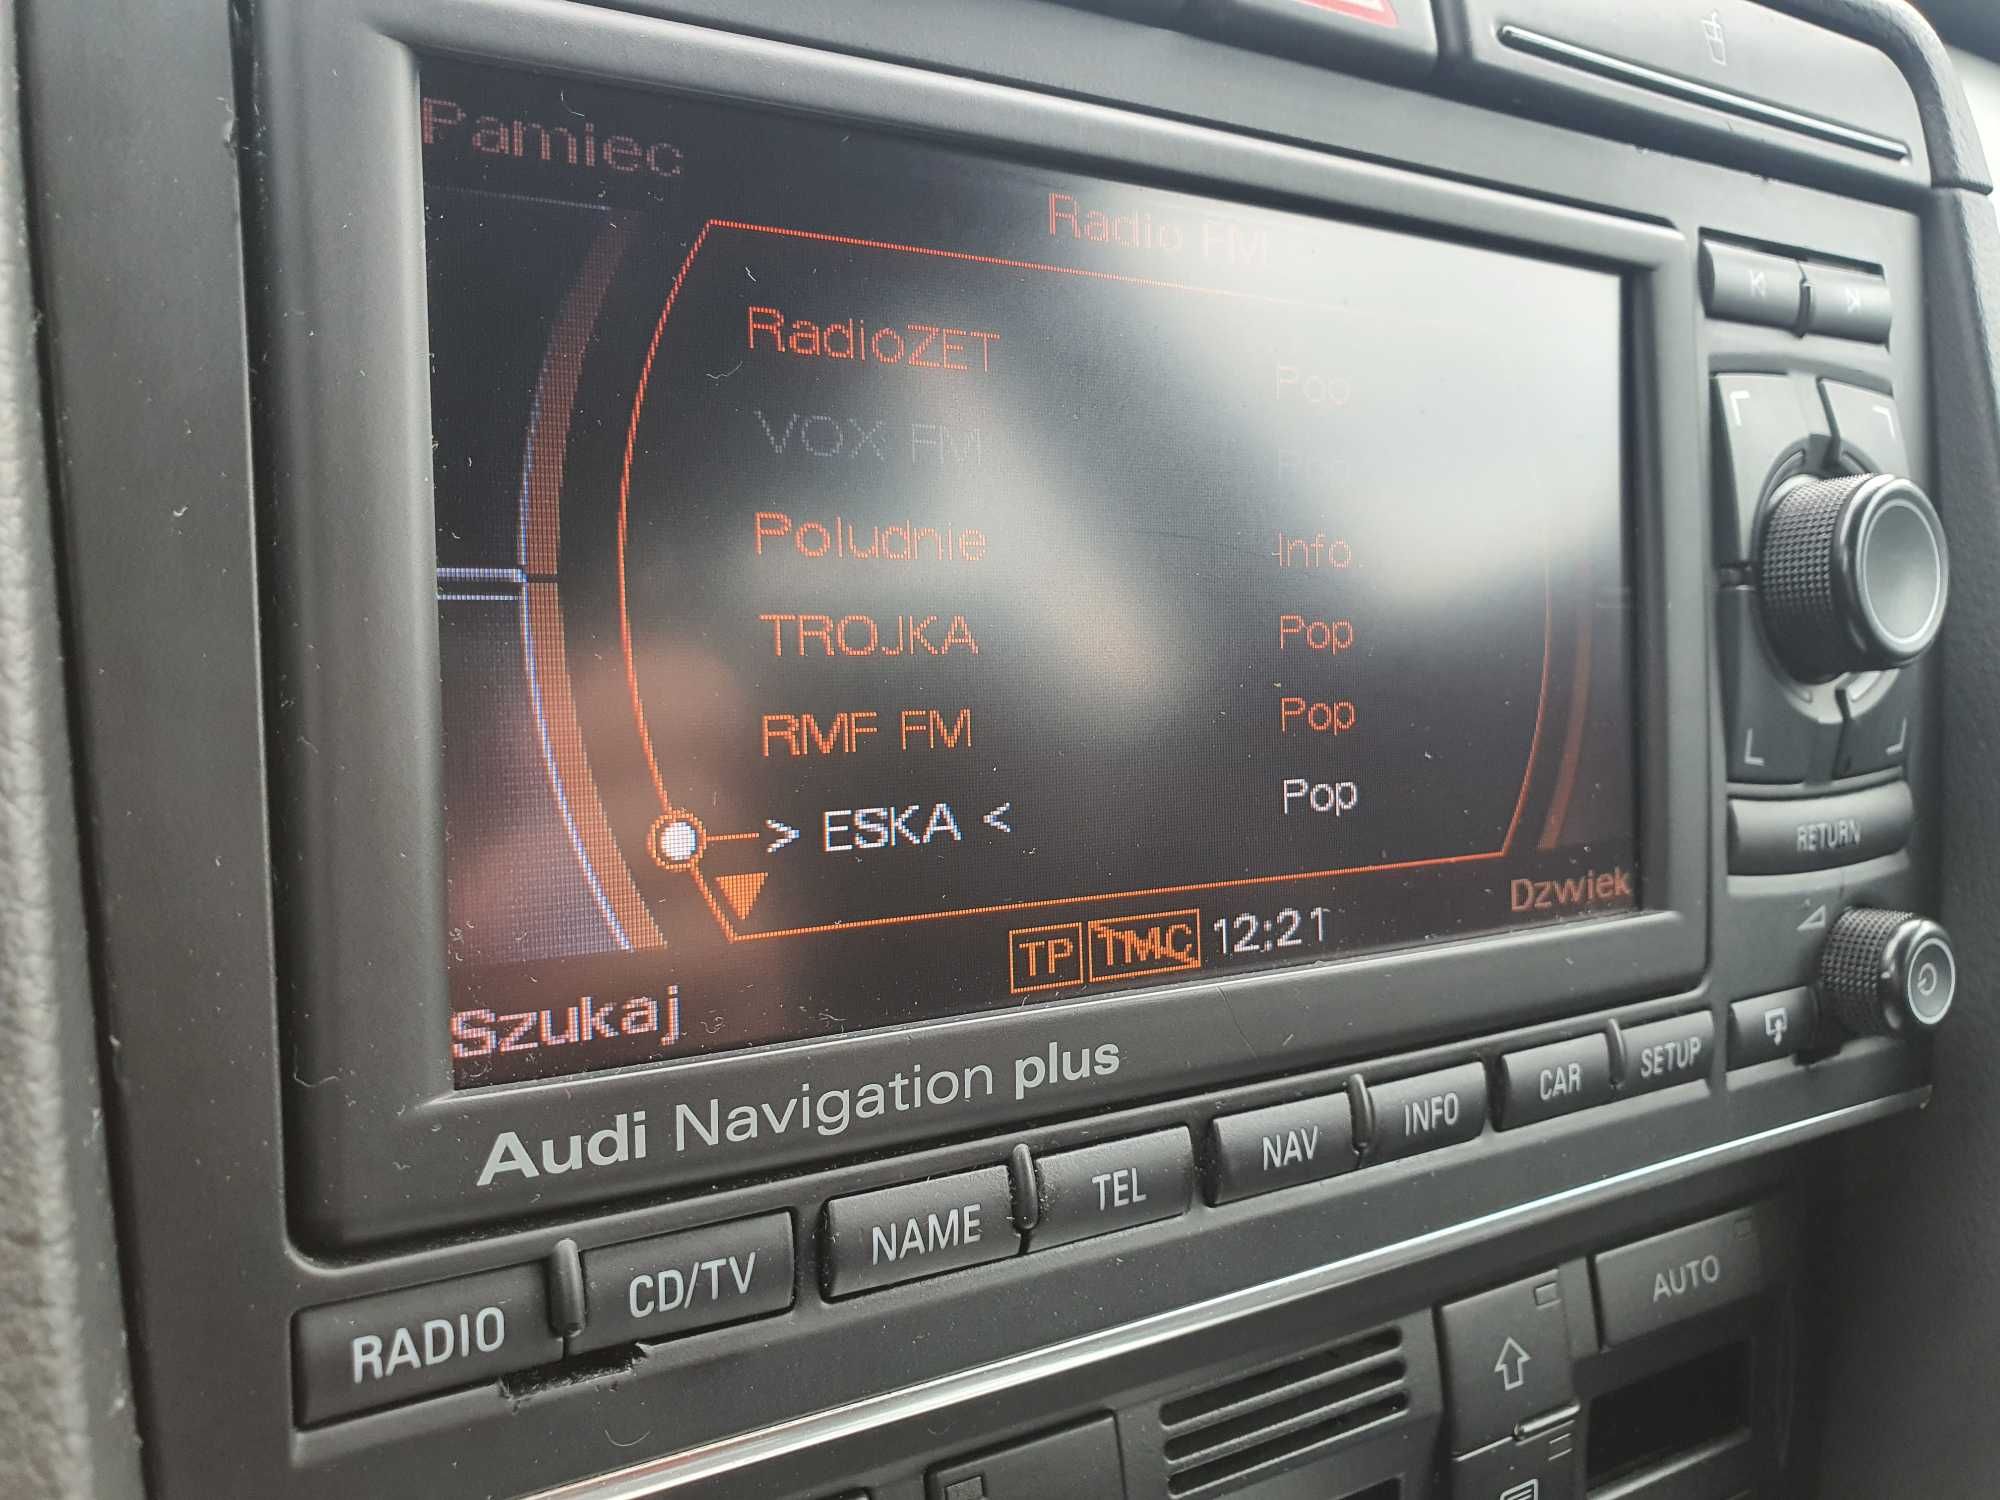 Pamiec
Radio FM
RadioZET Pop
VOX FM Pop
Poludnie Info.
TROJKA Pop
RMF FM Pop
> ESKA < Pop
TP TMC 12:21 Dzwiek
Szukaj
Audi Navigation plus
RETURN
RADIO CD/TV NAME TEL NAV INFO CAR SETUP
AUTO